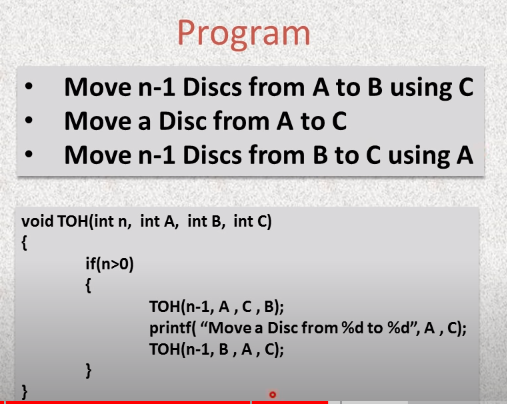 Program
• Move n-1 Discs from A to B using C
• Move a Disc from A to C
• Move n-1 Discs from B to C using A
void TOH(int n, int A, int B, int C)
{
if(n>0)
{
TOH(n-1, A , C , B);
printf( “Move a Disc from %d to %d”, A , C);
TOH(n-1, B , A , C);
}
}